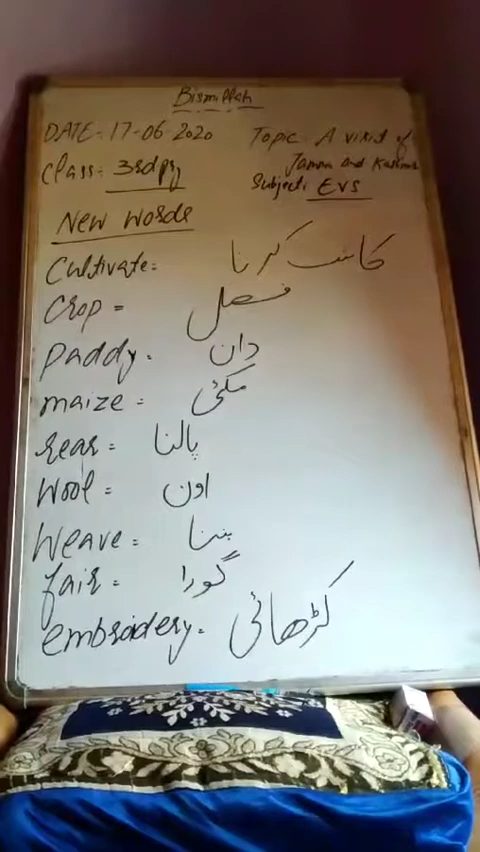 Bismillah
DATE- 17-06-2020 Topic- A visit of
Jammu and Kashmir
Class- 3rdpry Subject: EVS
New words
Cultivate= کاشت کرنا
Crop = فصل
Paddy. دان
maize = مکئی
rear= پالنا
Wool = اون
Weave = بننا
fair = گورا
embroidery. کڑھائی